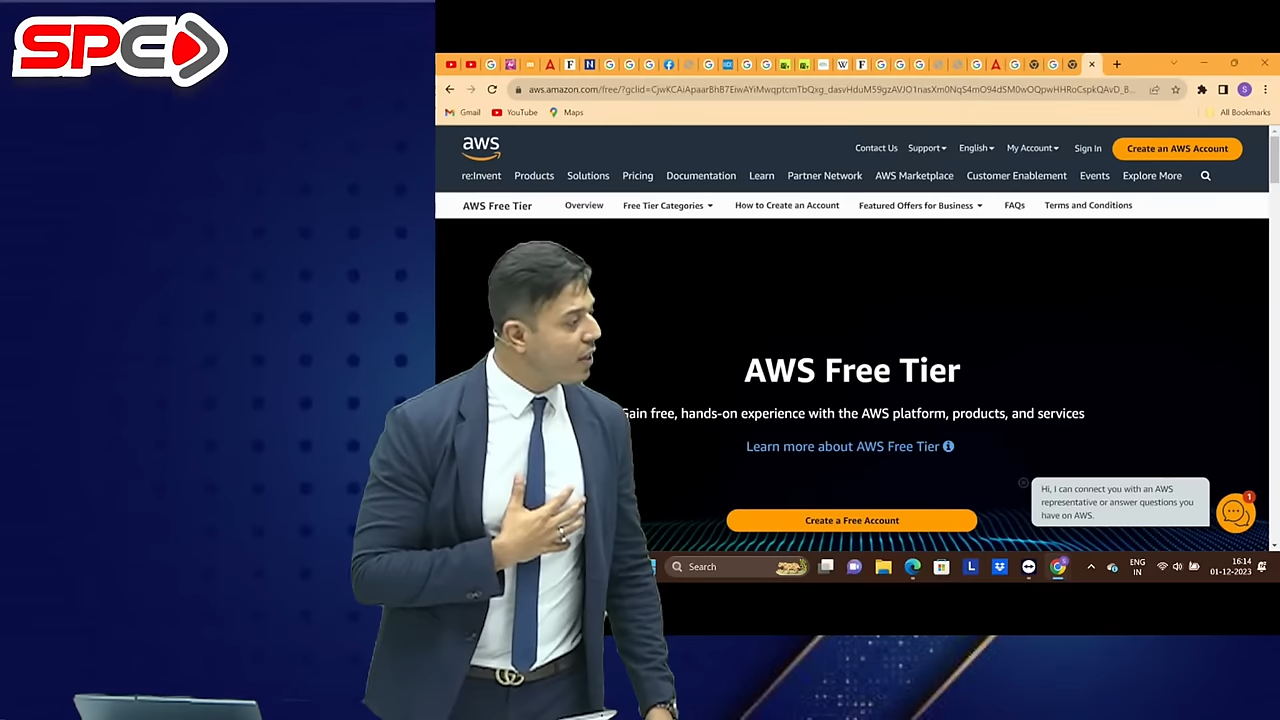 SPED
aws.amazon.com/free/?gclid=CjwKCAiApaarBhB7EiwAYiMwqptcmTbQxg_dasvHduM59gzAVJO1nasXm0NqS4mO94dSM0wOQpwHHRoCspkQAvD_B...
Gmail YouTube Maps All Bookmarks
aws
Contact Us Support English My Account Sign In Create an AWS Account
re:Invent Products Solutions Pricing Documentation Learn Partner Network AWS Marketplace Customer Enablement Events Explore More
AWS Free Tier Overview Free Tier Categories How to Create an Account Featured Offers for Business FAQs Terms and Conditions
AWS Free Tier
Gain free, hands-on experience with the AWS platform, products, and services
Learn more about AWS Free Tier
Hi, I can connect you with an AWS
representative or answer questions you
have on AWS.
1
Create a Free Account
Search
ENG
IN
16:14
01-12-2023